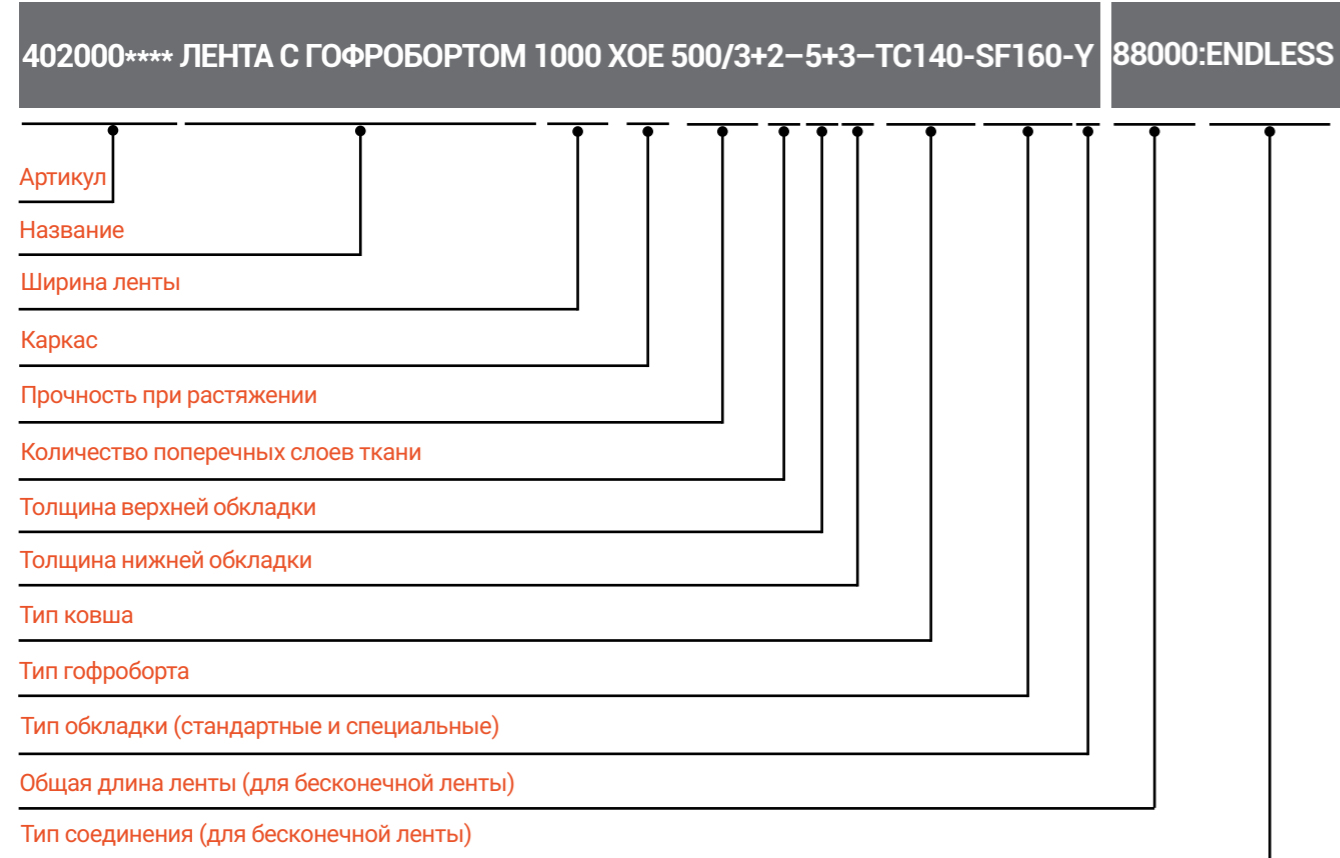 402000**** ЛЕНТА С ГОФРОБОРТОМ 1000 XOE 500/3+2–5+3–TC140-SF160-Y 88000:ENDLESS
Артикул
Название
Ширина ленты
Каркас
Прочность при растяжении
Количество поперечных слоев ткани
Толщина верхней обкладки
Толщина нижней обкладки
Тип ковша
Тип гофроборта
Тип обкладки (стандартные и специальные)
Общая длина ленты (для бесконечной ленты)
Тип соединения (для бесконечной ленты)